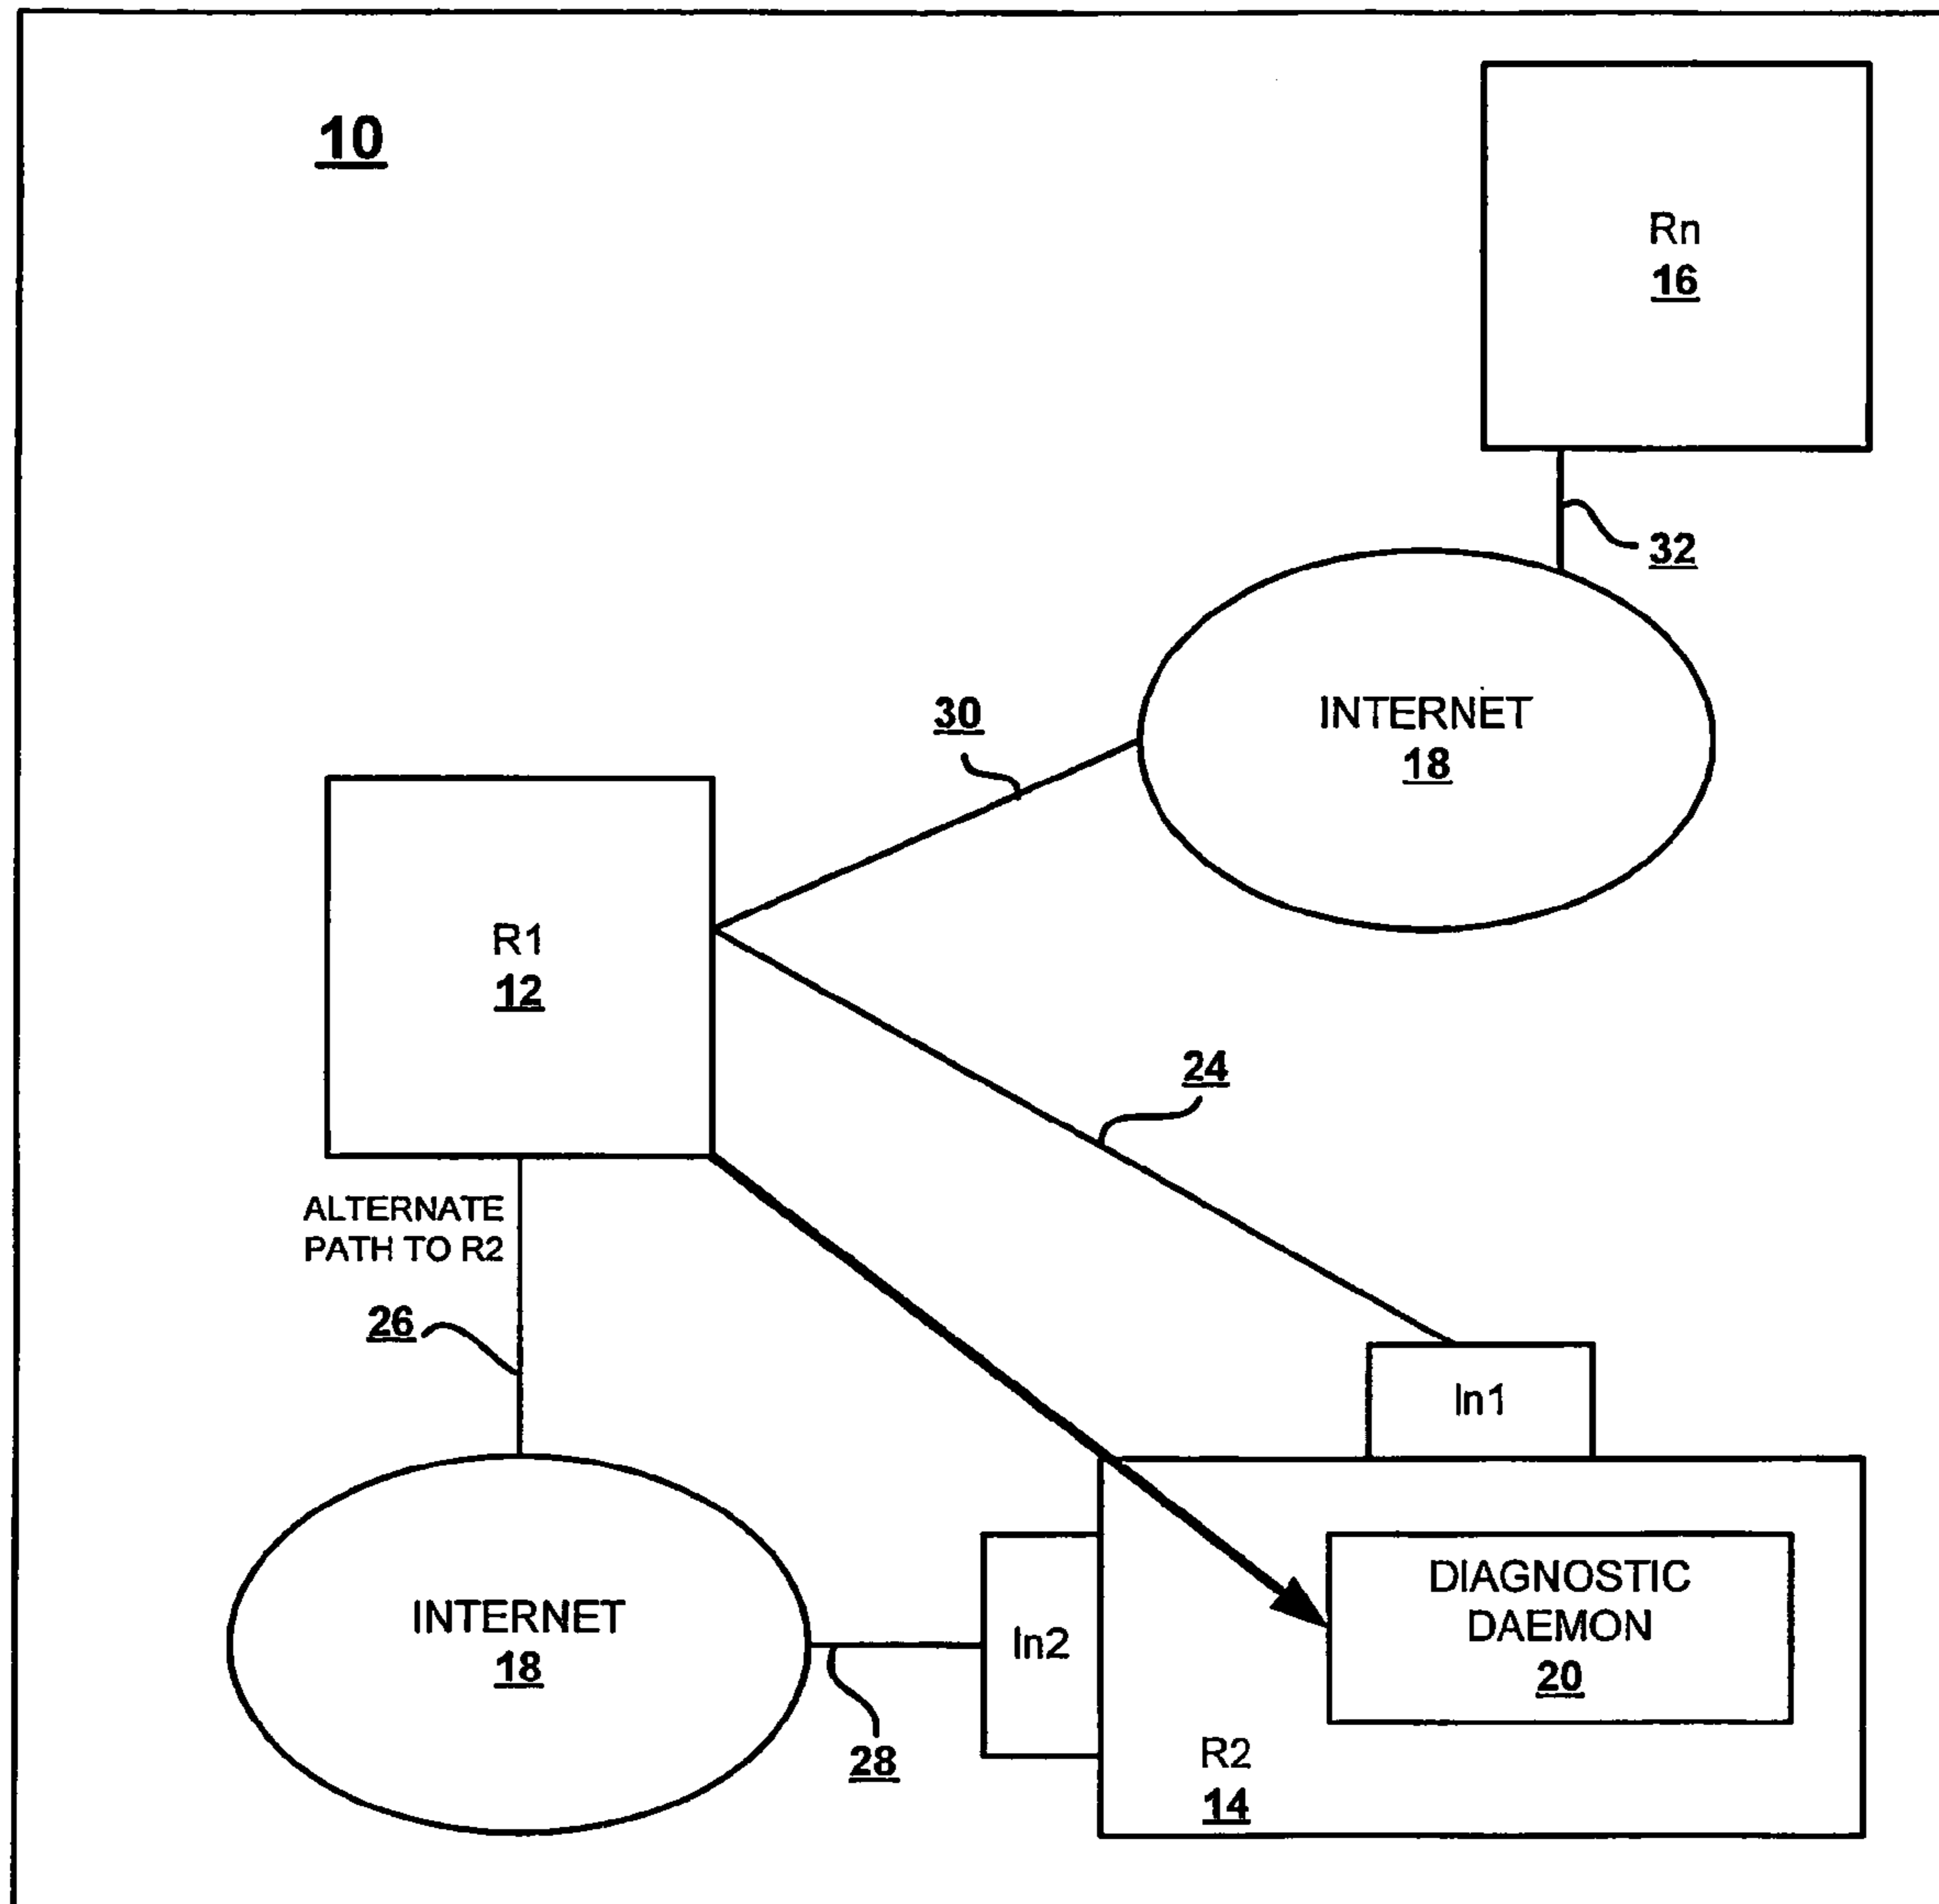 10
Rn
16
32
INTERNET
18
30
R1
12
24
ALTERNATE
PATH TO R2
26
In1
INTERNET
18
28
In2
DIAGNOSTIC
DAEMON
20
R2
14